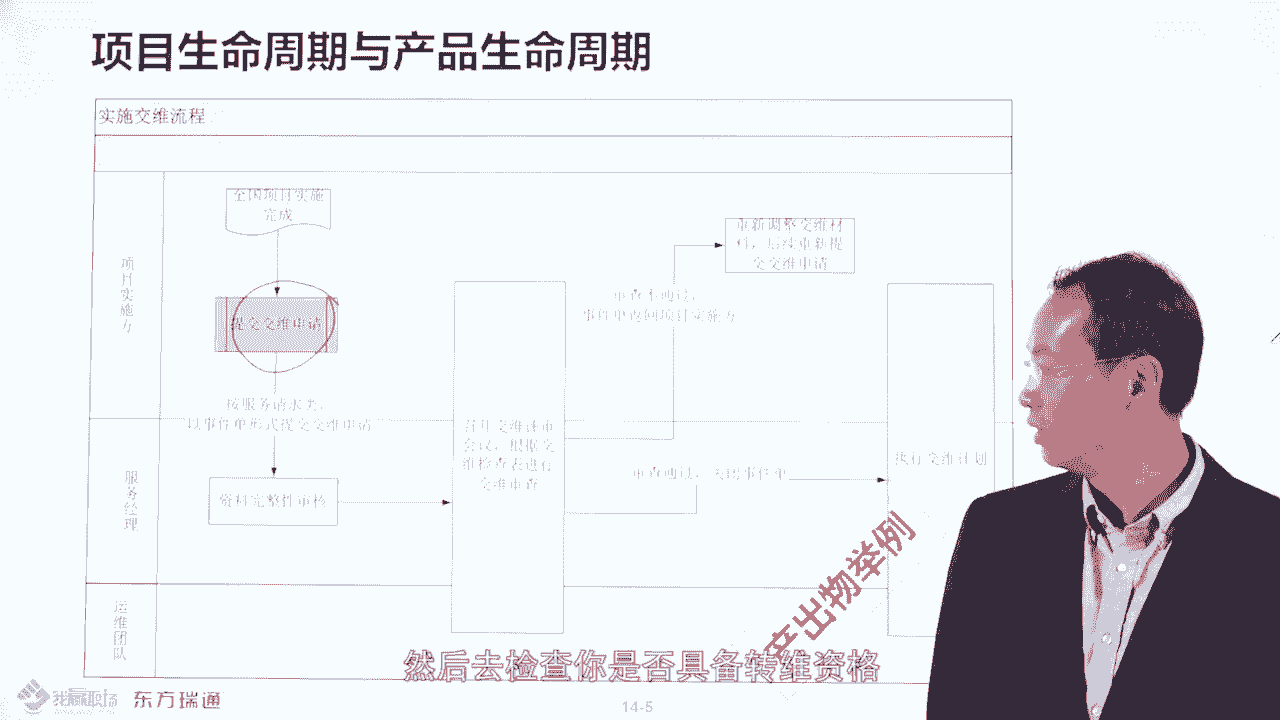 项目生命周期与产品生命周期
实施交维流程
项目实施方
全国项目实施
完成
提交交维申请
按服务请求类,
以事件单形式提交交维申请
重新调整交维材
料,后续重新提
交交维申请
审查不通过,
事件单返回项目实施方
服务经理
资料完整性审核
召开交维评审
会议,根据交
维检查表进行
交维审查
审查通过,关闭事件单
执行交维计划
运维团队
产出物举例
然后去检查你是否具备转维资格
我赢职场
东方瑞通
14-5